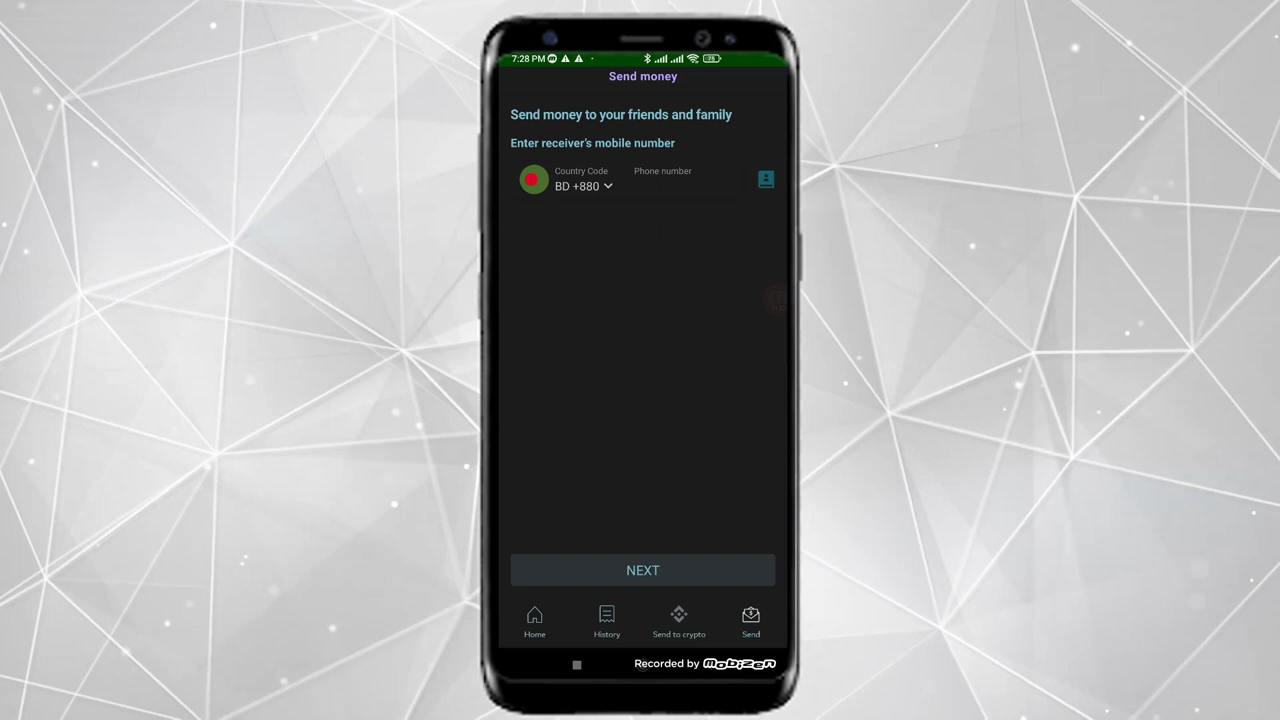 7:28 PM
75
Send money
Send money to your friends and family
Enter receiver's mobile number
Country Code
Phone number
BD +880
NEXT
Home
History
Send to crypto
Send
Recorded by mobizen